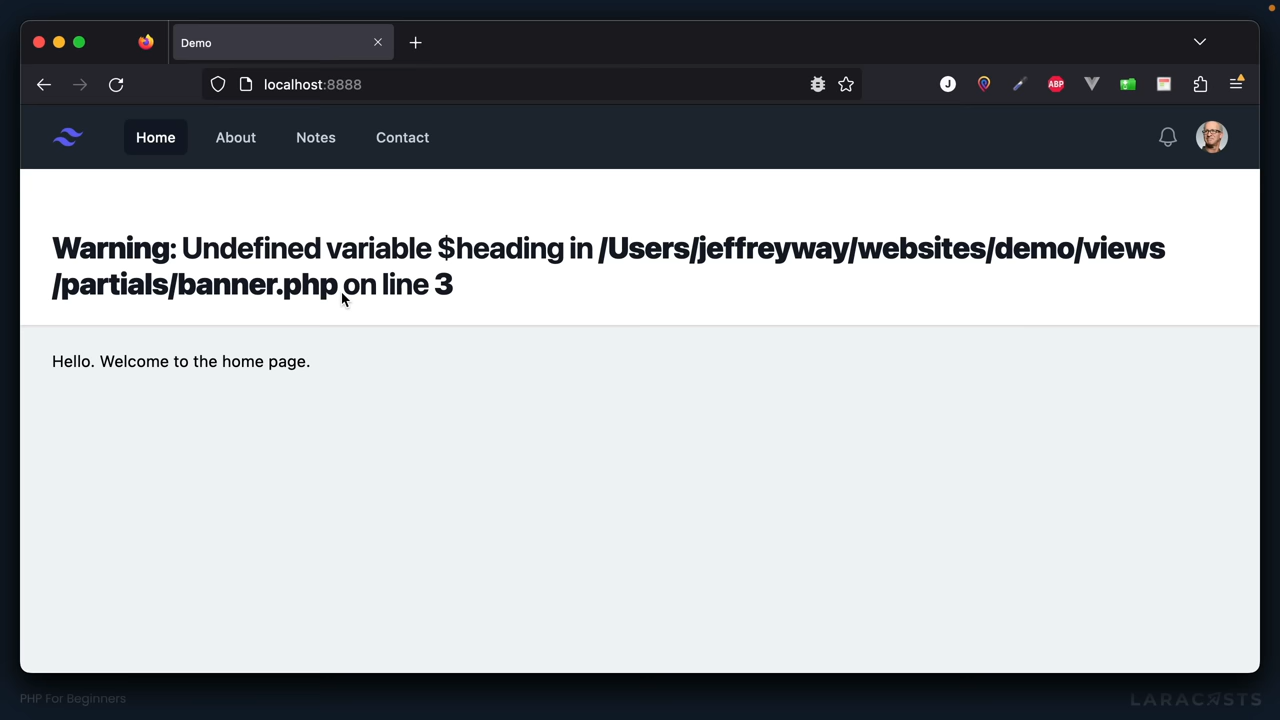 Demo
localhost:8888
J
ABP
Home About Notes Contact
Warning: Undefined variable $heading in /Users/jeffreyway/websites/demo/views
/partials/banner.php on line 3
Hello. Welcome to the home page.
PHP For Beginners
LARACASTS